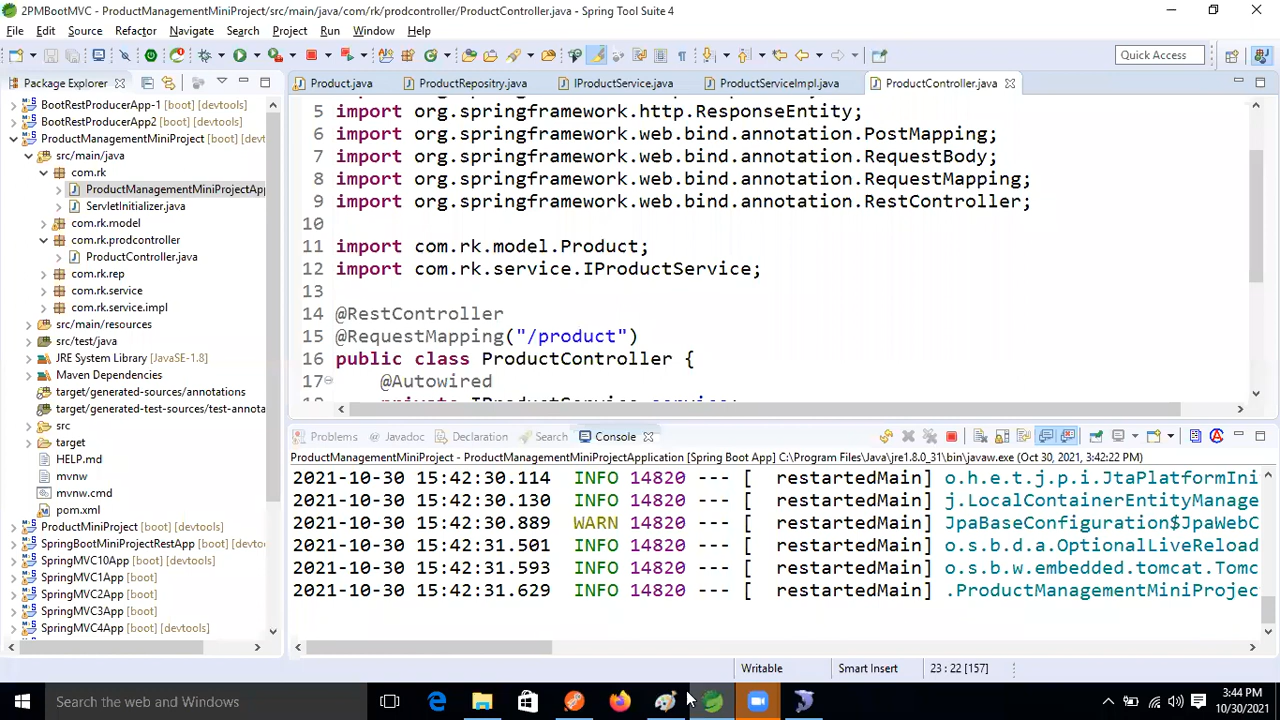 2PMBootMVC - ProductManagementMiniProject/src/main/java/com/rk/prodcontroller/ProductController.java - Spring Tool Suite 4
File Edit Source Refactor Navigate Search Project Run Window Help
Quick Access
Package Explorer
Product.java ProductRepositry.java IProductService.java ProductServiceImpl.java ProductController.java
BootRestProducerApp-1 [boot] [devtools]
BootRestProducerApp2 [boot] [devtools]
ProductManagementMiniProject [boot] [devt
src/main/java
com.rk
ProductManagementMiniProjectApp
ServletInitializer.java
com.rk.model
com.rk.prodcontroller
ProductController.java
com.rk.rep
com.rk.service
com.rk.service.impl
src/main/resources
src/test/java
JRE System Library [JavaSE-1.8]
Maven Dependencies
target/generated-sources/annotations
target/generated-test-sources/test-annota
src
target
HELP.md
mvnw
mvnw.cmd
pom.xml
ProductMiniProject [boot] [devtools]
SpringBootMiniProjectRestApp [boot]
SpringMVC10App [boot] [devtools]
SpringMVC1App [boot]
SpringMVC2App [boot]
SpringMVC3App [boot]
SpringMVC4App [boot] [devtools]
5 import org.springframework.http.ResponseEntity;
6 import org.springframework.web.bind.annotation.PostMapping;
7 import org.springframework.web.bind.annotation.RequestBody;
8 import org.springframework.web.bind.annotation.RequestMapping;
9 import org.springframework.web.bind.annotation.RestController;
10
11 import com.rk.model.Product;
12 import com.rk.service.IProductService;
13
14 @RestController
15 @RequestMapping("/product")
16 public class ProductController {
17 @Autowired
18 private IProductService service;
Problems Javadoc Declaration Search Console
ProductManagementMiniProject - ProductManagementMiniProjectApplication [Spring Boot App] C:\Program Files\Java\jre1.8.0_31\bin\javaw.exe (Oct 30, 2021, 3:42:22 PM)
2021-10-30 15:42:30.114 INFO 14820 --- [ restartedMain] o.h.e.t.j.p.i.JtaPlatformIni
2021-10-30 15:42:30.130 INFO 14820 --- [ restartedMain] j.LocalContainerEntityManage
2021-10-30 15:42:30.889 WARN 14820 --- [ restartedMain] JpaBaseConfiguration$JpaWebC
2021-10-30 15:42:31.501 INFO 14820 --- [ restartedMain] o.s.b.d.a.OptionalLiveReload
2021-10-30 15:42:31.593 INFO 14820 --- [ restartedMain] o.s.b.w.embedded.tomcat.Tomc
2021-10-30 15:42:31.629 INFO 14820 --- [ restartedMain] .ProductManagementMiniProjec
Writable Smart Insert 23 : 22 [157]
Search the web and Windows
3:44 PM
10/30/2021